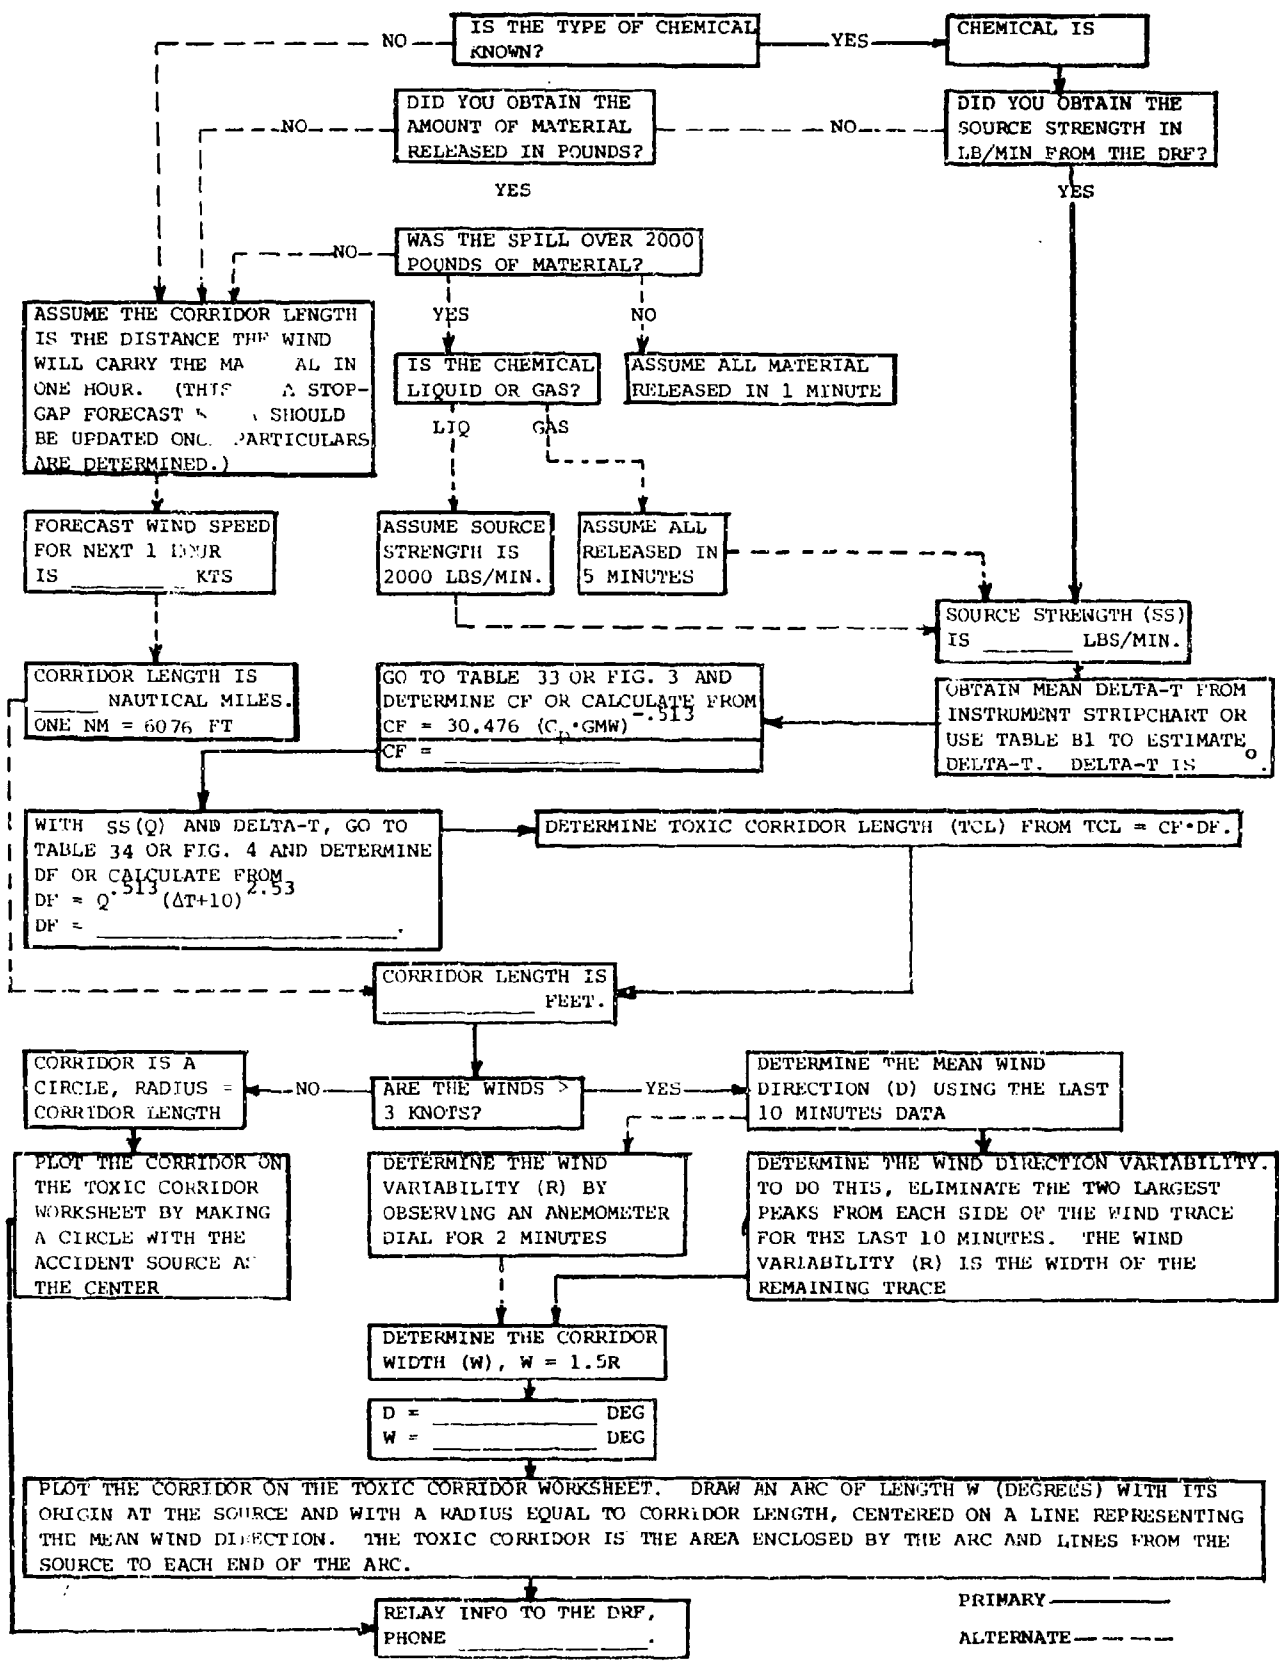 IS THE TYPE OF CHEMICAL
KNOWN?
NO
YES
CHEMICAL IS
DID YOU OBTAIN THE
AMOUNT OF MATERIAL
RELEASED IN POUNDS?
NO
NO
DID YOU OBTAIN THE
SOURCE STRENGTH IN
LB/MIN FROM THE DRF?
YES
YES
WAS THE SPILL OVER 2000
POUNDS OF MATERIAL?
NO
YES
NO
ASSUME THE CORRIDOR LENGTH
IS THE DISTANCE THE WIND
WILL CARRY THE MA AL IN
ONE HOUR. (THIS A STOP-
GAP FORECAST SHOULD
BE UPDATED ONC PARTICULARS
ARE DETERMINED.)
IS THE CHEMICAL
LIQUID OR GAS?
ASSUME ALL MATERIAL
RELEASED IN 1 MINUTE
LIQ
GAS
FORECAST WIND SPEED
FOR NEXT 1 HOUR
IS ________ KTS
ASSUME SOURCE
STRENGTH IS
2000 LBS/MIN.
ASSUME ALL
RELEASED IN
5 MINUTES
SOURCE STRENGTH (SS)
IS ______ LBS/MIN.
CORRIDOR LENGTH IS
____ NAUTICAL MILES.
ONE NM = 6076 FT
GO TO TABLE 33 OR FIG. 3 AND
DETERMINE CF OR CALCULATE FROM
CF = 30.476 (Cp·GMW)-.513
CF = ____________
OBTAIN MEAN DELTA-T FROM
INSTRUMENT STRIPCHART OR
USE TABLE B1 TO ESTIMATE
DELTA-T. DELTA-T IS °.
WITH SS(Q) AND DELTA-T, GO TO
TABLE 34 OR FIG. 4 AND DETERMINE
DF OR CALCULATE FROM
DF = Q.513(ΔT+10)2.53
DF = ____________________.
DETERMINE TOXIC CORRIDOR LENGTH (TCL) FROM TCL = CF·DF.
CORRIDOR LENGTH IS
____________ FEET.
CORRIDOR IS A
CIRCLE, RADIUS =
CORRIDOR LENGTH
NO
ARE THE WINDS >
3 KNOTS?
YES
DETERMINE THE MEAN WIND
DIRECTION (D) USING THE LAST
10 MINUTES DATA
PLOT THE CORRIDOR ON
THE TOXIC CORRIDOR
WORKSHEET BY MAKING
A CIRCLE WITH THE
ACCIDENT SOURCE AS
THE CENTER
DETERMINE THE WIND
VARIABILITY (R) BY
OBSERVING AN ANEMOMETER
DIAL FOR 2 MINUTES
DETERMINE THE WIND DIRECTION VARIABILITY.
TO DO THIS, ELIMINATE THE TWO LARGEST
PEAKS FROM EACH SIDE OF THE WIND TRACE
FOR THE LAST 10 MINUTES. THE WIND
VARIABILITY (R) IS THE WIDTH OF THE
REMAINING TRACE
DETERMINE THE CORRIDOR
WIDTH (W), W = 1.5R
D = ___________ DEG
W = ___________ DEG
PLOT THE CORRIDOR ON THE TOXIC CORRIDOR WORKSHEET. DRAW AN ARC OF LENGTH W (DEGREES) WITH ITS
ORIGIN AT THE SOURCE AND WITH A RADIUS EQUAL TO CORRIDOR LENGTH, CENTERED ON A LINE REPRESENTING
THE MEAN WIND DIRECTION. THE TOXIC CORRIDOR IS THE AREA ENCLOSED BY THE ARC AND LINES FROM THE
SOURCE TO EACH END OF THE ARC.
RELAY INFO TO THE DRF,
PHONE _____________.
PRIMARY
ALTERNATE